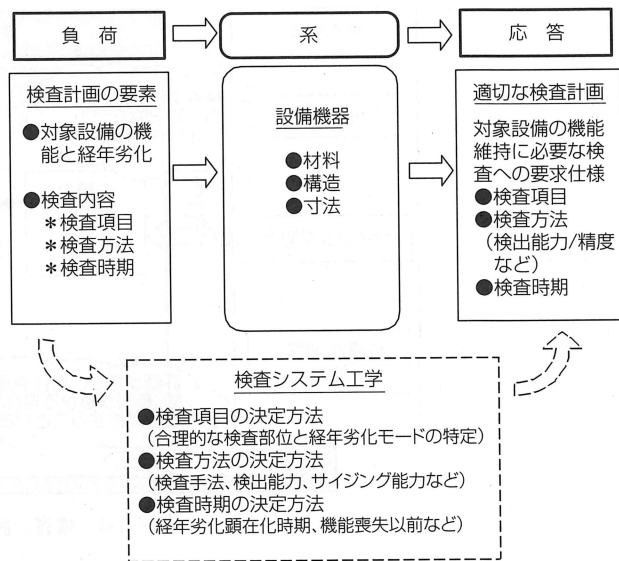 負　荷
系
応　答
検査計画の要素
●対象設備の機
能と経年劣化
●検査内容
＊検査項目
＊検査方法
＊検査時期
設備機器
●材料
●構造
●寸法
適切な検査計画
対象設備の機能
維持に必要な検
査への要求仕様
●検査項目
●検査方法
(検出能力/精度
など)
●検査時期
検査システム工学
●検査項目の決定方法
(合理的な検査部位と経年劣化モードの特定)
●検査方法の決定方法
(検査手法、検出能力、サイジング能力など)
●検査時期の決定方法
(経年劣化顕在化時期、機能喪失以前など)